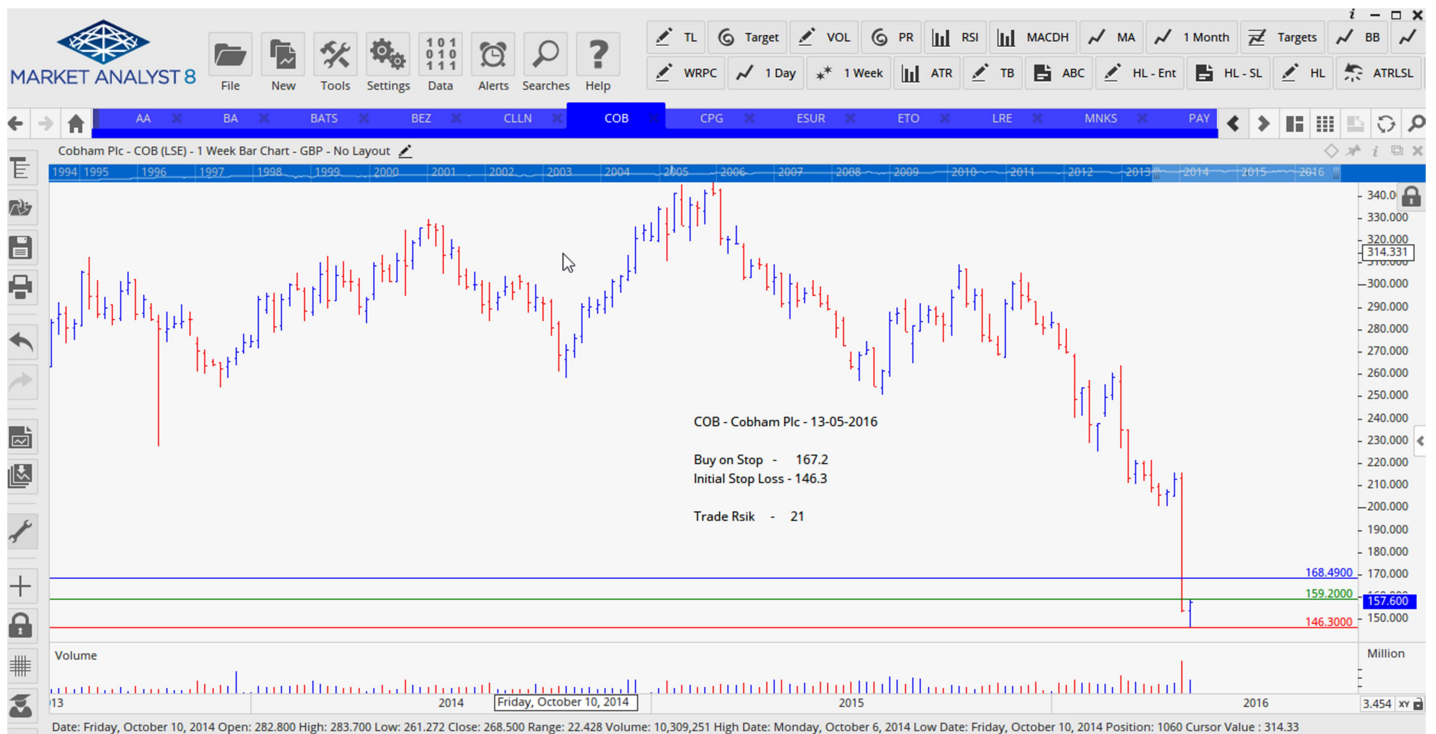 i
MARKET ANALYST 8
File New Tools Settings Data Alerts Searches Help
101
010
111
?
TL Target VOL PR RSI MACDH MA 1 Month Targets BB
WRPC 1 Day 1 Week ATR TB ABC HL - Ent HL - SL HL ATRLSL
AA BA BATS BEZ CLLN COB CPG ESUR ETO LRE MNKS PAY
Cobham Plc - COB (LSE) - 1 Week Bar Chart - GBP - No Layout
i
1994 1995 1996 1997 1998 1999 2000 2001 2002 2003 2004 2005 2006 2007 2008 2009 2010 2011 2012 2013 2014 2015 2016
340.0
330.000
320.000
314.331
310.000
300.000
290.000
280.000
270.000
260.000
250.000
240.000
230.000
220.000
210.000
200.000
190.000
180.000
170.000
157.600
150.000
COB - Cobham Plc - 13-05-2016
Buy on Stop - 167.2
Initial Stop Loss - 146.3
Trade Rsik - 21
168.4900
159.2000
146.3000
Volume
Million
13 2014 Friday, October 10, 2014 2015 2016
3.454 XY
Date: Friday, October 10, 2014 Open: 282.800 High: 283.700 Low: 261.272 Close: 268.500 Range: 22.428 Volume: 10,309,251 High Date: Monday, October 6, 2014 Low Date: Friday, October 10, 2014 Position: 1060 Cursor Value : 314.33